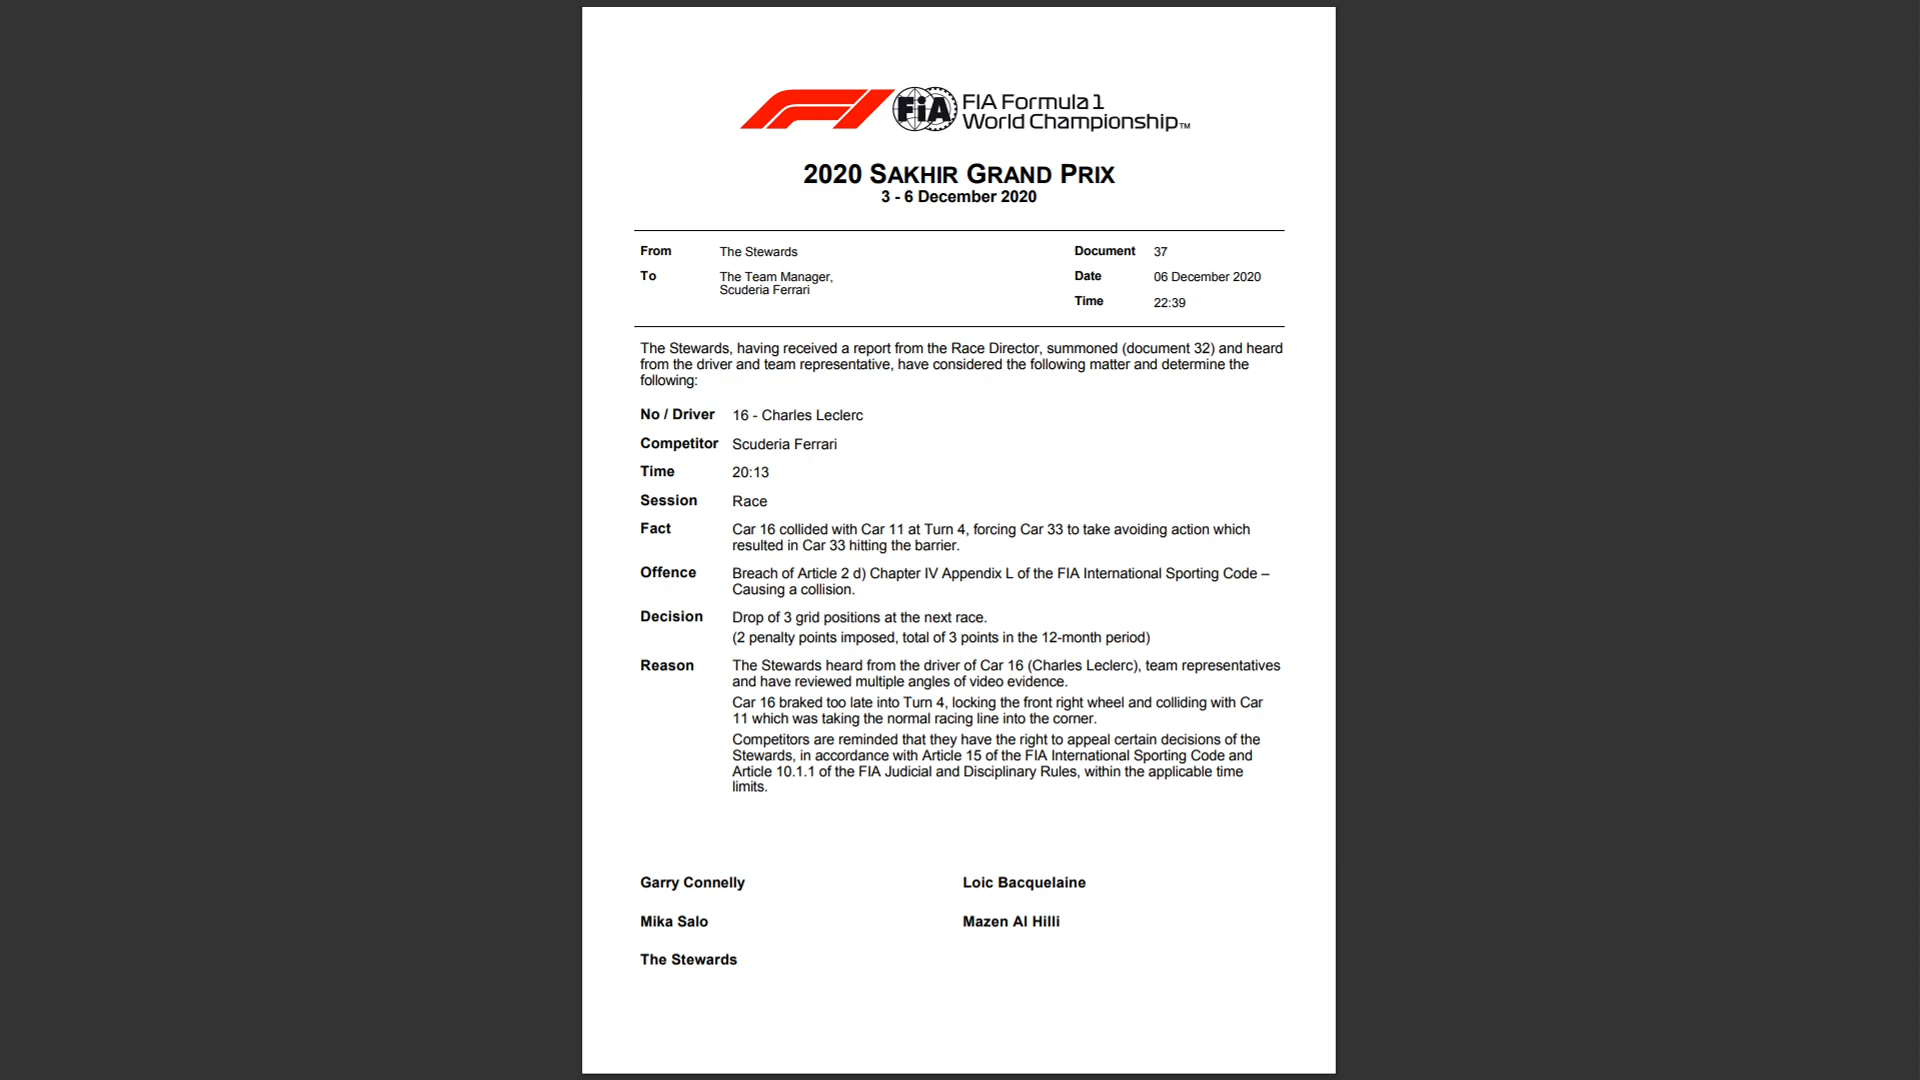 FIA
FIA Formula 1
World Championship™
2020 SAKHIR GRAND PRIX
3 - 6 December 2020
From The Stewards Document 37
To The Team Manager, Date 06 December 2020
Scuderia Ferrari
Time 22:39
The Stewards, having received a report from the Race Director, summoned (document 32) and heard
from the driver and team representative, have considered the following matter and determine the
following:
No / Driver 16 - Charles Leclerc
Competitor Scuderia Ferrari
Time 20:13
Session Race
Fact Car 16 collided with Car 11 at Turn 4, forcing Car 33 to take avoiding action which
resulted in Car 33 hitting the barrier.
Offence Breach of Article 2 d) Chapter IV Appendix L of the FIA International Sporting Code –
Causing a collision.
Decision Drop of 3 grid positions at the next race.
(2 penalty points imposed, total of 3 points in the 12-month period)
Reason The Stewards heard from the driver of Car 16 (Charles Leclerc), team representatives
and have reviewed multiple angles of video evidence.
Car 16 braked too late into Turn 4, locking the front right wheel and colliding with Car
11 which was taking the normal racing line into the corner.
Competitors are reminded that they have the right to appeal certain decisions of the
Stewards, in accordance with Article 15 of the FIA International Sporting Code and
Article 10.1.1 of the FIA Judicial and Disciplinary Rules, within the applicable time
limits.
Garry Connelly Loic Bacquelaine
Mika Salo Mazen Al Hilli
The Stewards